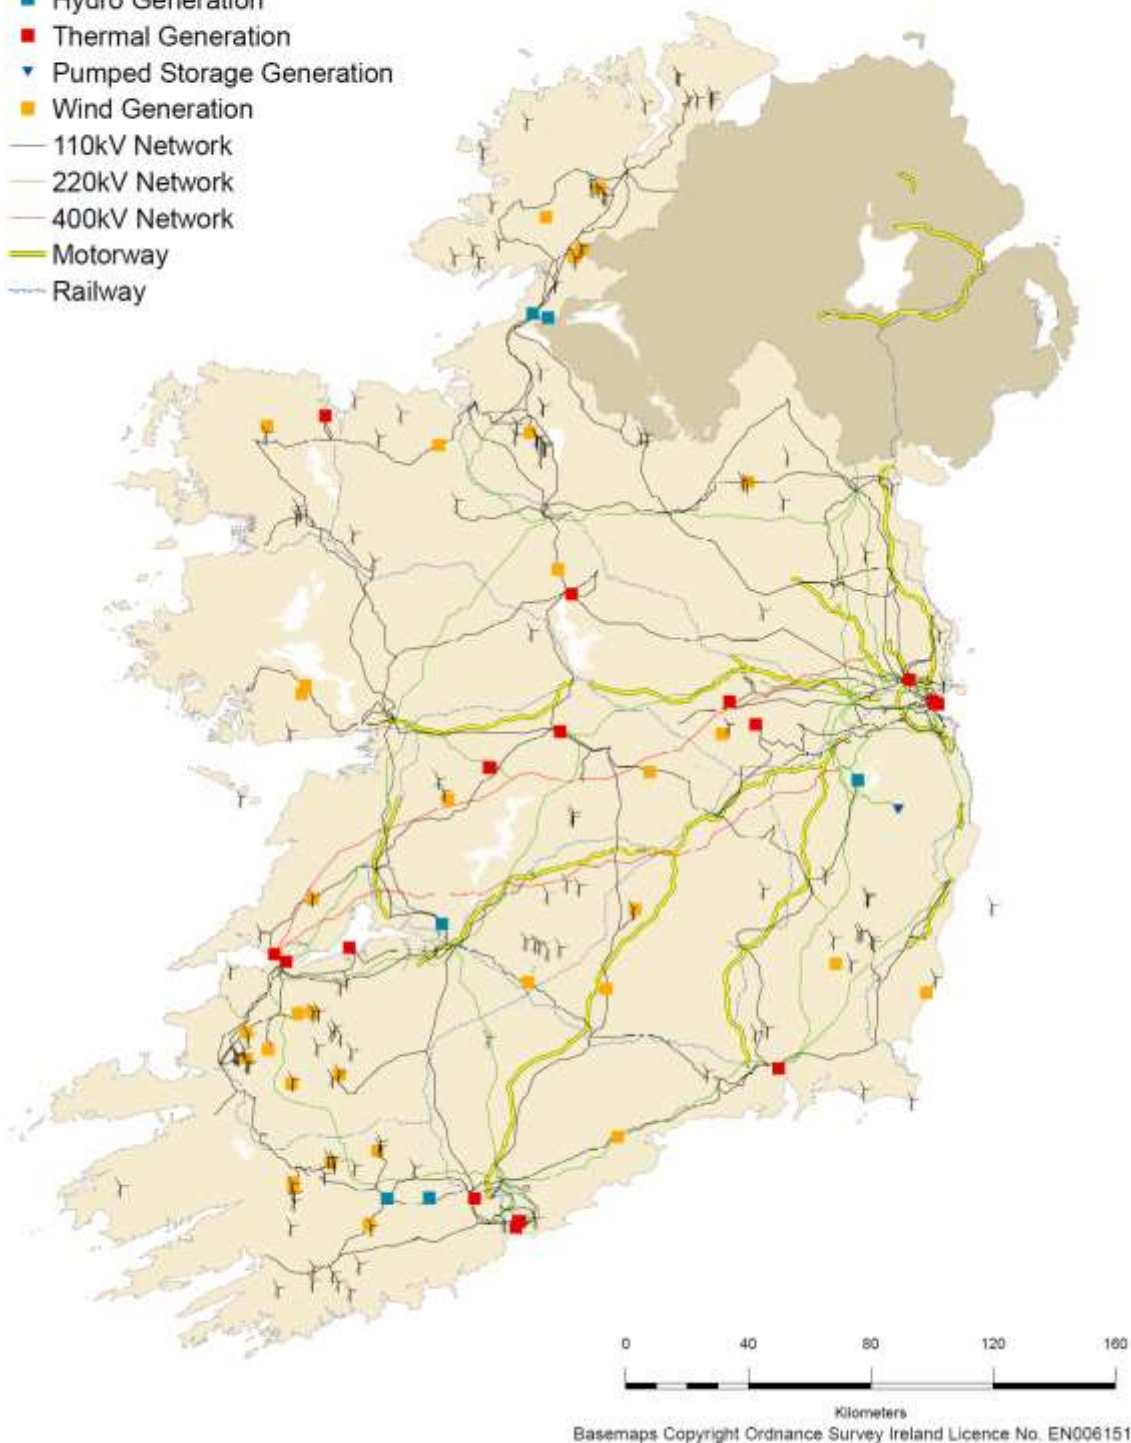 Hydro Generation
Thermal Generation
Pumped Storage Generation
Wind Generation
110kV Network
220kV Network
400kV Network
Motorway
Railway
0 40 80 120 160
Kilometers
Basemaps Copyright Ordnance Survey Ireland Licence No. EN006151